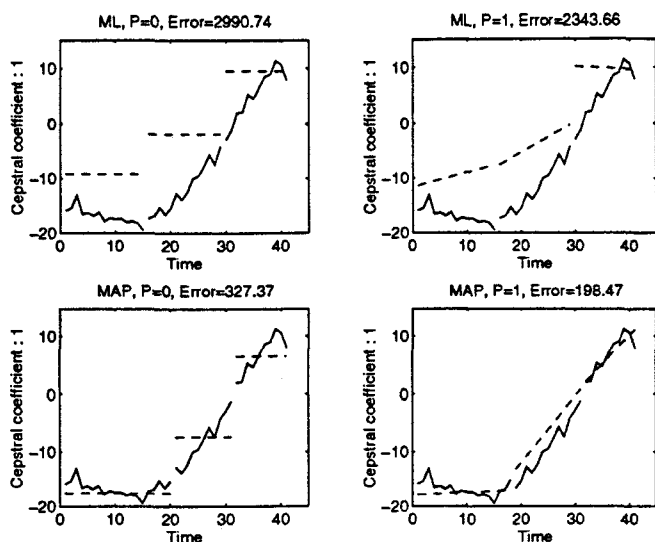 ML, P=0, Error=2990.74
Cepstral coefficient : 1
10
0
−10
−20
0 10 20 30 40
Time
ML, P=1, Error=2343.66
Cepstral coefficient : 1
10
0
−10
−20
0 10 20 30 40
Time
MAP, P=0, Error=327.37
Cepstral coefficient : 1
10
0
−10
−20
0 10 20 30 40
Time
MAP, P=1, Error=198.47
Cepstral coefficient : 1
10
0
−10
−20
0 10 20 30 40
Time